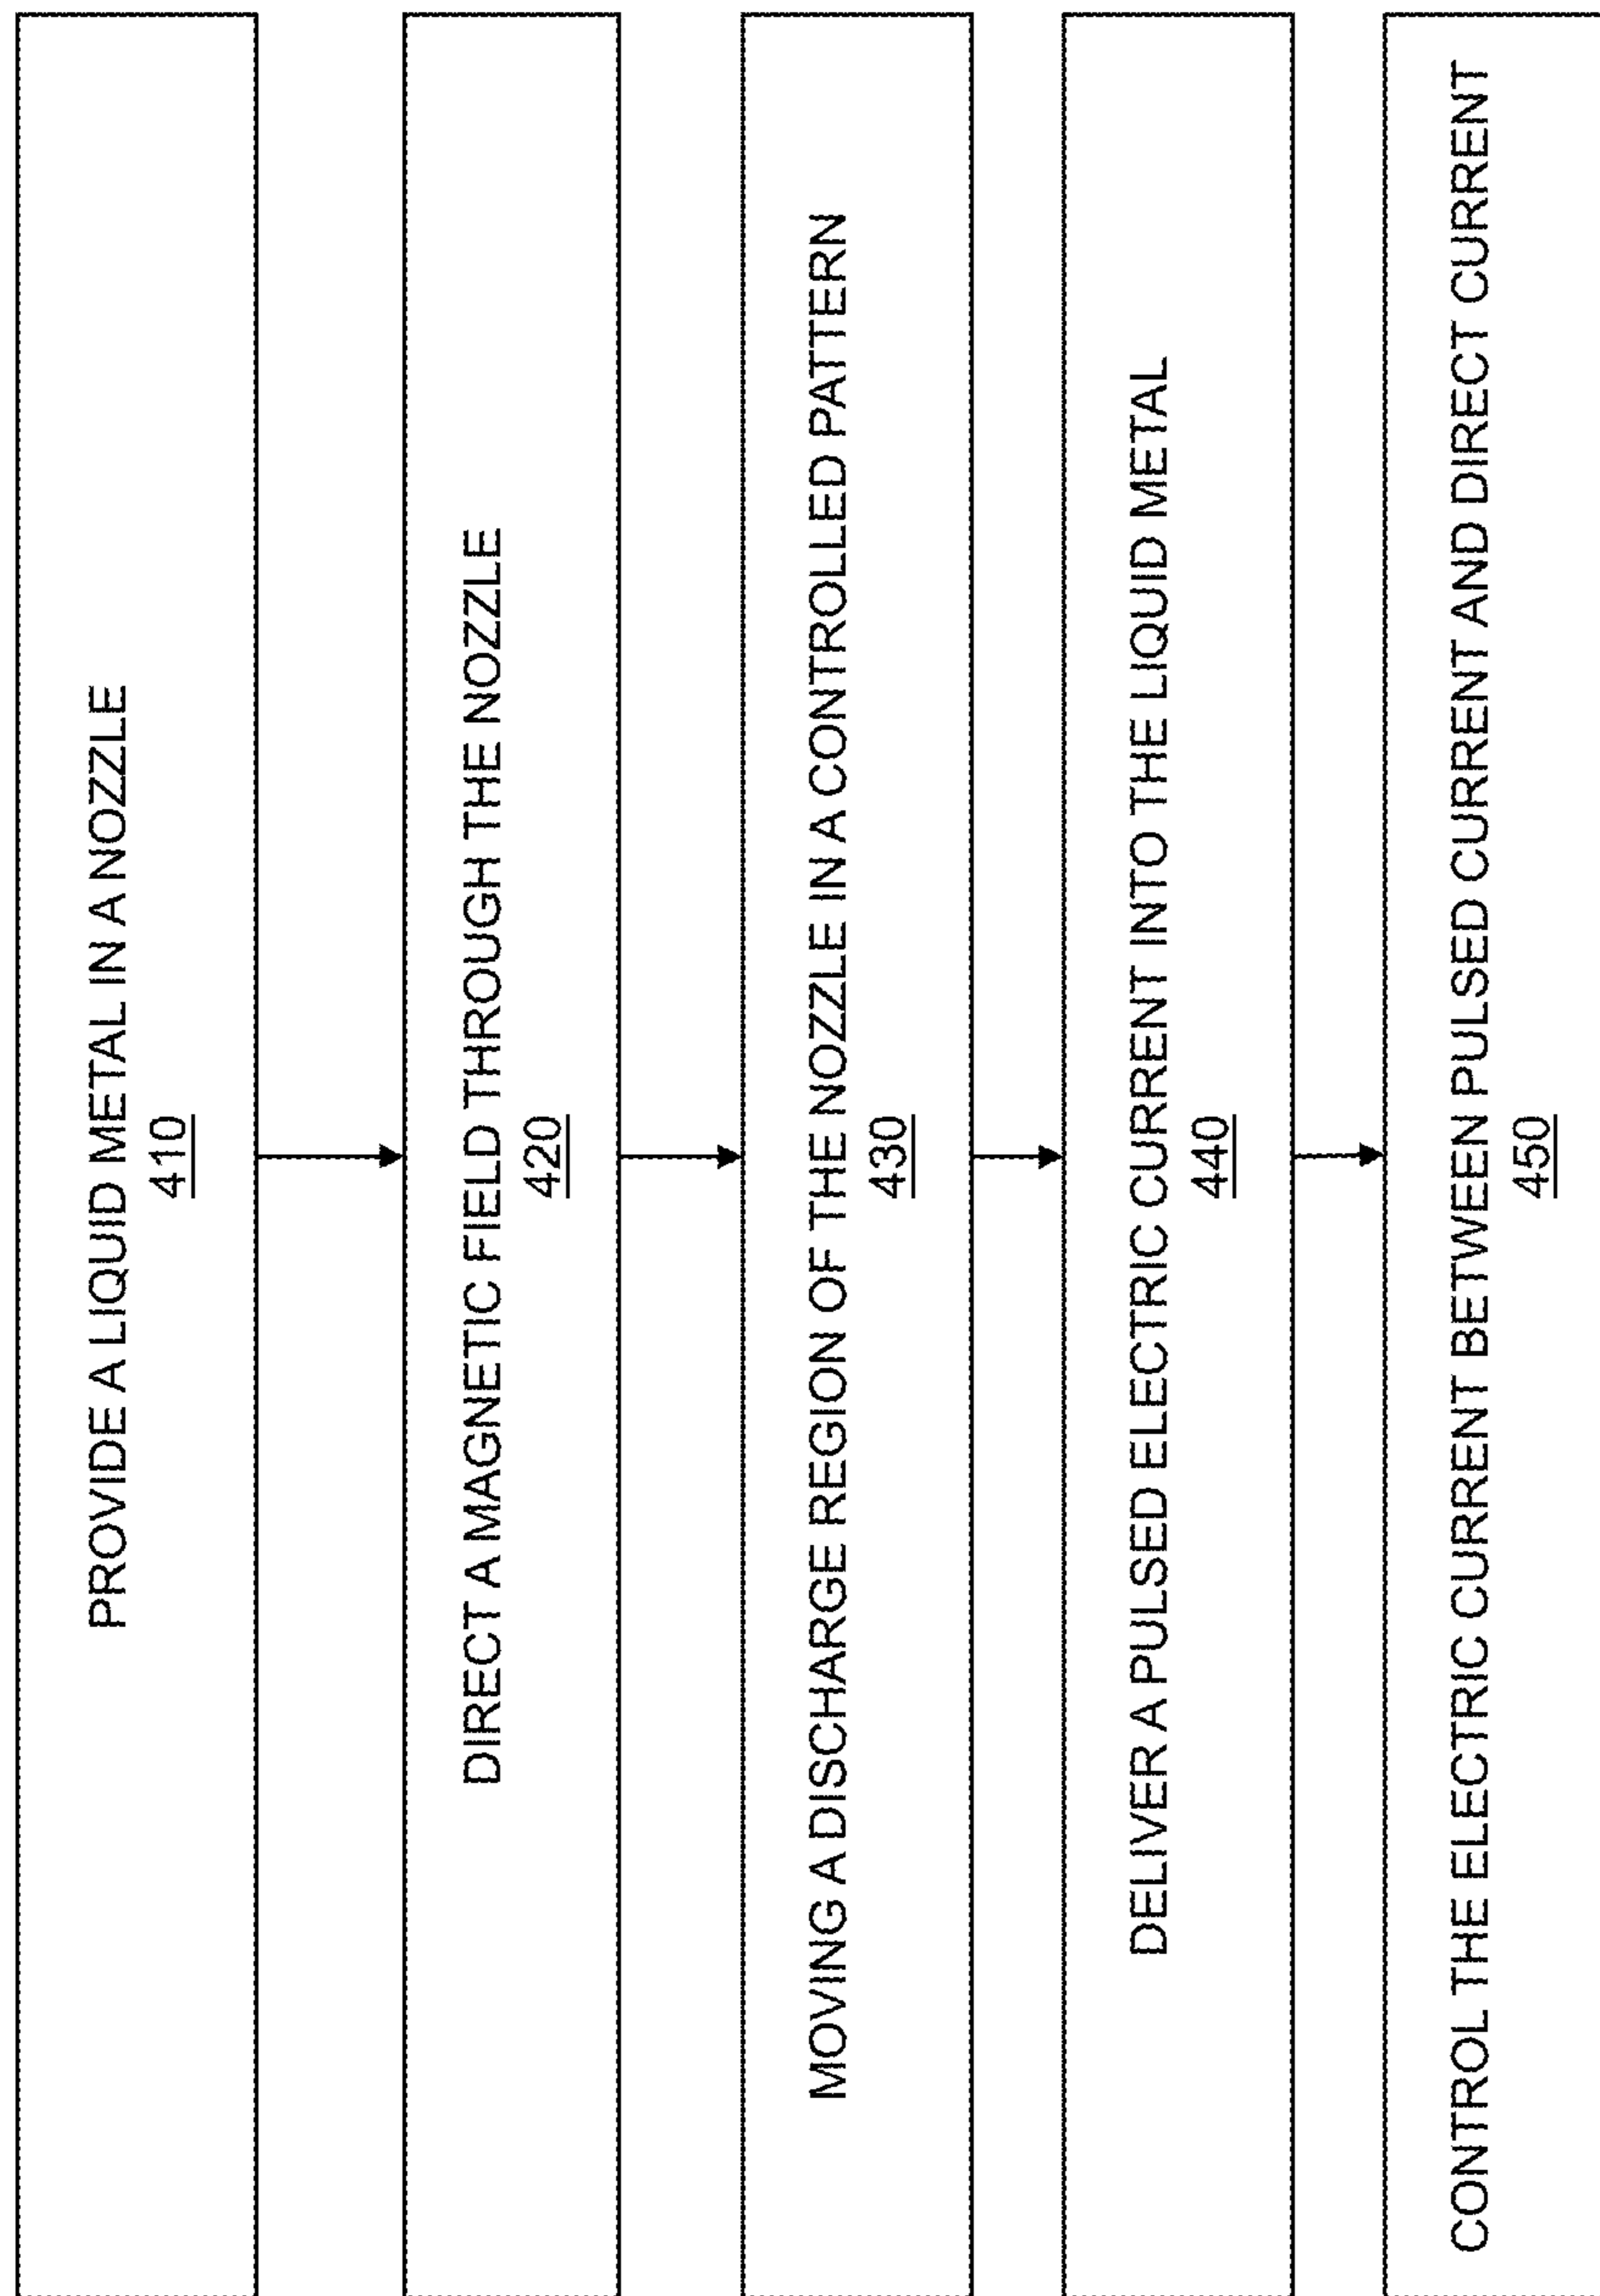 PROVIDE A LIQUID METAL IN A NOZZLE
410
DIRECT A MAGNETIC FIELD THROUGH THE NOZZLE
420
MOVING A DISCHARGE REGION OF THE NOZZLE IN A CONTROLLED PATTERN
430
DELIVER A PULSED ELECTRIC CURRENT INTO THE LIQUID METAL
440
CONTROL THE ELECTRIC CURRENT BETWEEN PULSED CURRENT AND DIRECT CURRENT
450